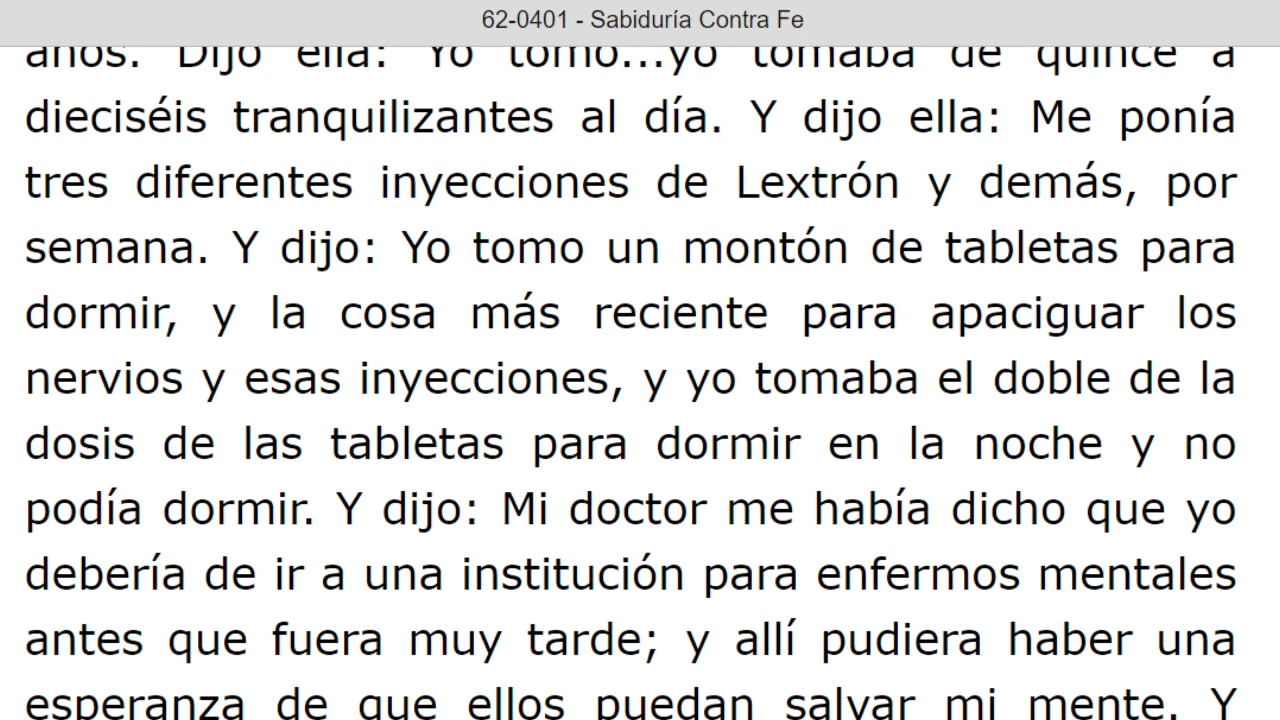 62-0401 - Sabiduría Contra Fe
años. Dijo ella: Yo tomo...yo tomaba de quince a
dieciséis tranquilizantes al día. Y dijo ella: Me ponía
tres diferentes inyecciones de Lextrón y demás, por
semana. Y dijo: Yo tomo un montón de tabletas para
dormir, y la cosa más reciente para apaciguar los
nervios y esas inyecciones, y yo tomaba el doble de la
dosis de las tabletas para dormir en la noche y no
podía dormir. Y dijo: Mi doctor me había dicho que yo
debería de ir a una institución para enfermos mentales
antes que fuera muy tarde; y allí pudiera haber una
esperanza de que ellos puedan salvar mi mente. Y